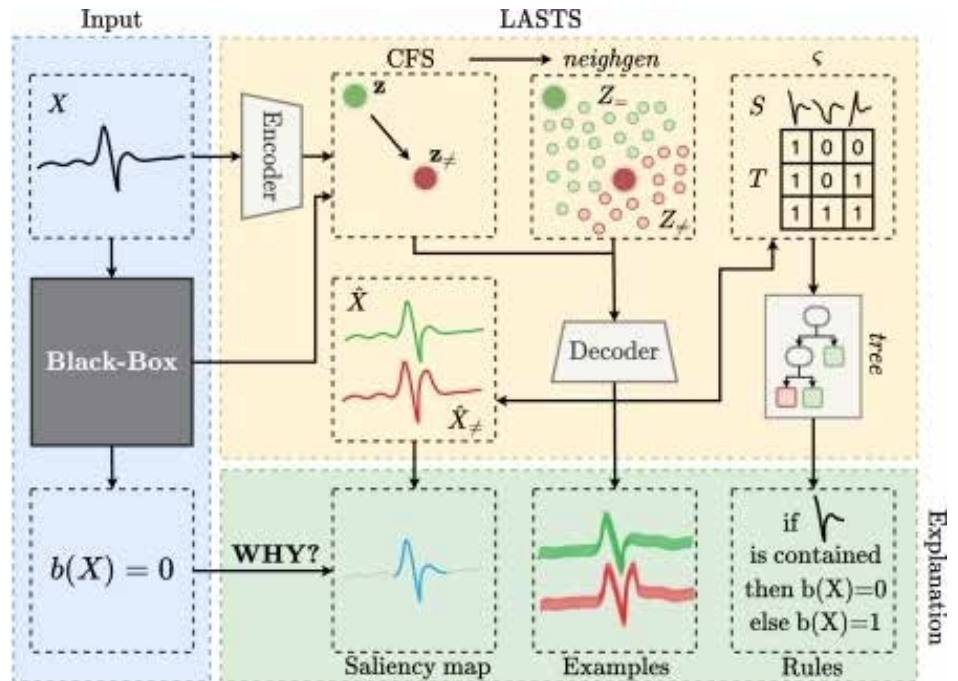 Input
LASTS
CFS
neighgen
ς
X
Encoder
z
z≠
Z=
Z≠
S
T
1 0 0
1 0 1
1 1 1
X̂
X̂≠
Black-Box
Decoder
tree
b(X) = 0
WHY?
if
is contained
then b(X)=0
else b(X)=1
Saliency map
Examples
Rules
Explanation